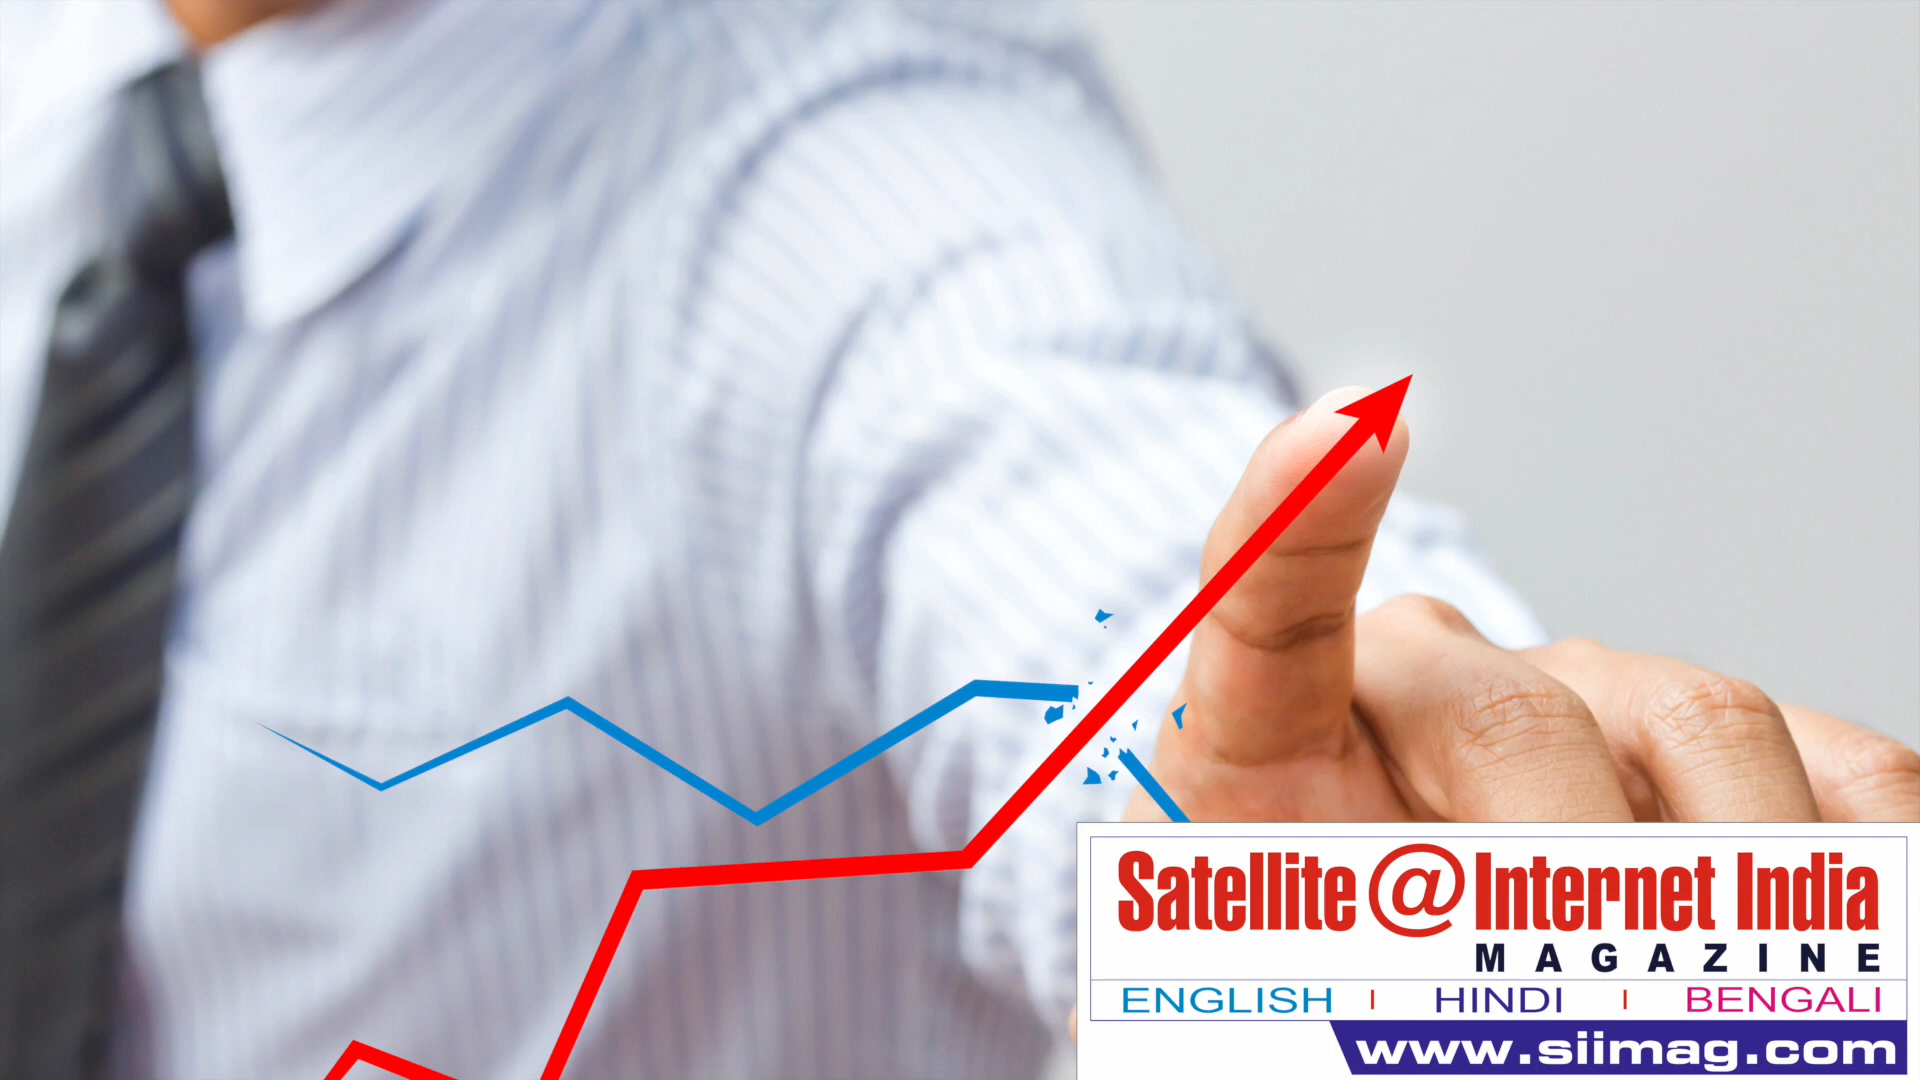 Satellite @ Internet India
MAGAZINE
ENGLISH | HINDI | BENGALI
www.siimag.com